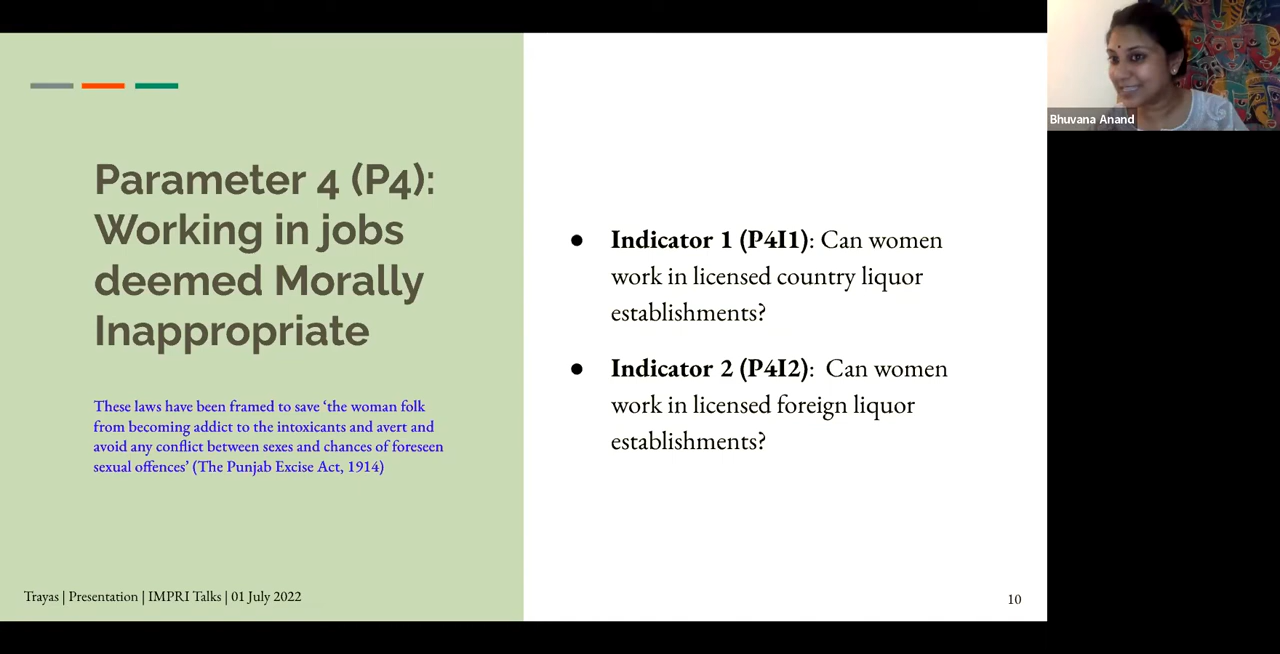 Parameter 4 (P4):
Working in jobs
deemed Morally
Inappropriate
These laws have been framed to save ‘the woman folk
from becoming addict to the intoxicants and avert and
avoid any conflict between sexes and chances of foreseen
sexual offences’ (The Punjab Excise Act, 1914)
Trayas | Presentation | IMPRI Talks | 01 July 2022
● Indicator 1 (P4I1): Can women
work in licensed country liquor
establishments?
● Indicator 2 (P4I2): Can women
work in licensed foreign liquor
establishments?
10
Bhuvana Anand